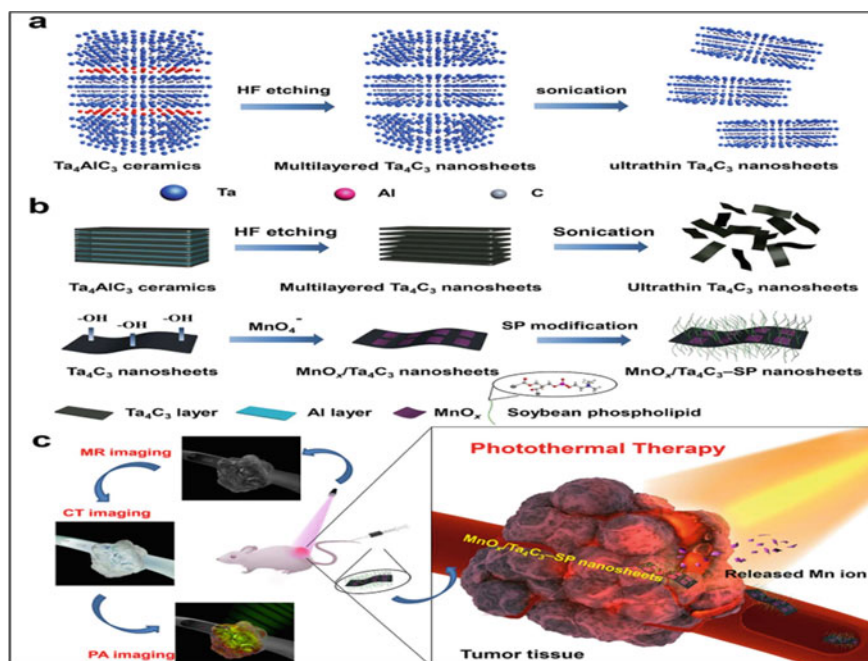 a
HF etching
sonication
Ta₄AlC₃ ceramics
Multilayered Ta₄C₃ nanosheets
ultrathin Ta₄C₃ nanosheets
Ta
Al
C
b
HF etching
Sonication
Ta₄AlC₃ ceramics
Multilayered Ta₄C₃ nanosheets
Ultrathin Ta₄C₃ nanosheets
-OH
-OH
-OH
MnO₄⁻
SP modification
Ta₄C₃ nanosheets
MnOₓ/Ta₄C₃ nanosheets
MnOₓ/Ta₄C₃–SP nanosheets
Ta₄C₃ layer
Al layer
MnOₓ
Soybean phospholipid
c
MR imaging
CT imaging
PA imaging
Photothermal Therapy
MnOₓ/Ta₄C₃–SP nanosheets
Released Mn ion
Tumor tissue